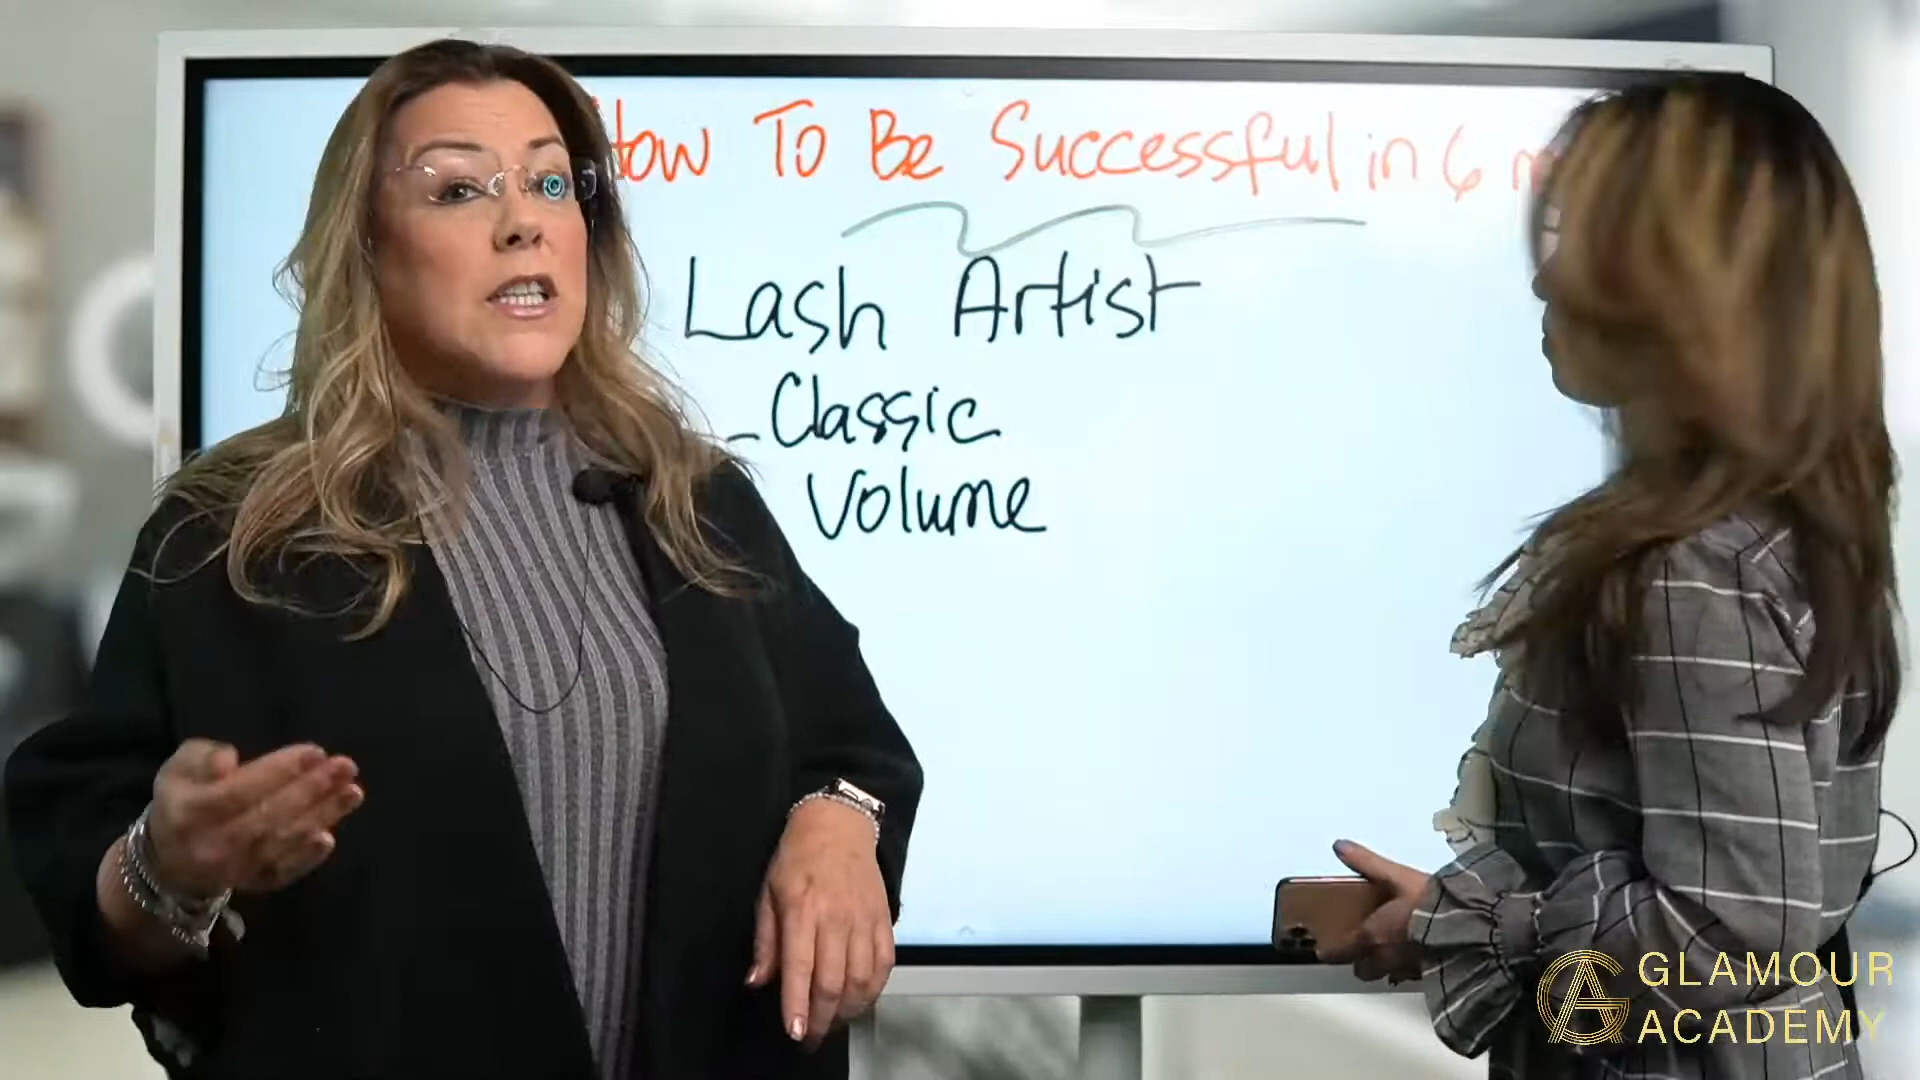 How To Be Successful in 6
Lash Artist
- Classic
Volume
GLAMOUR
ACADEMY